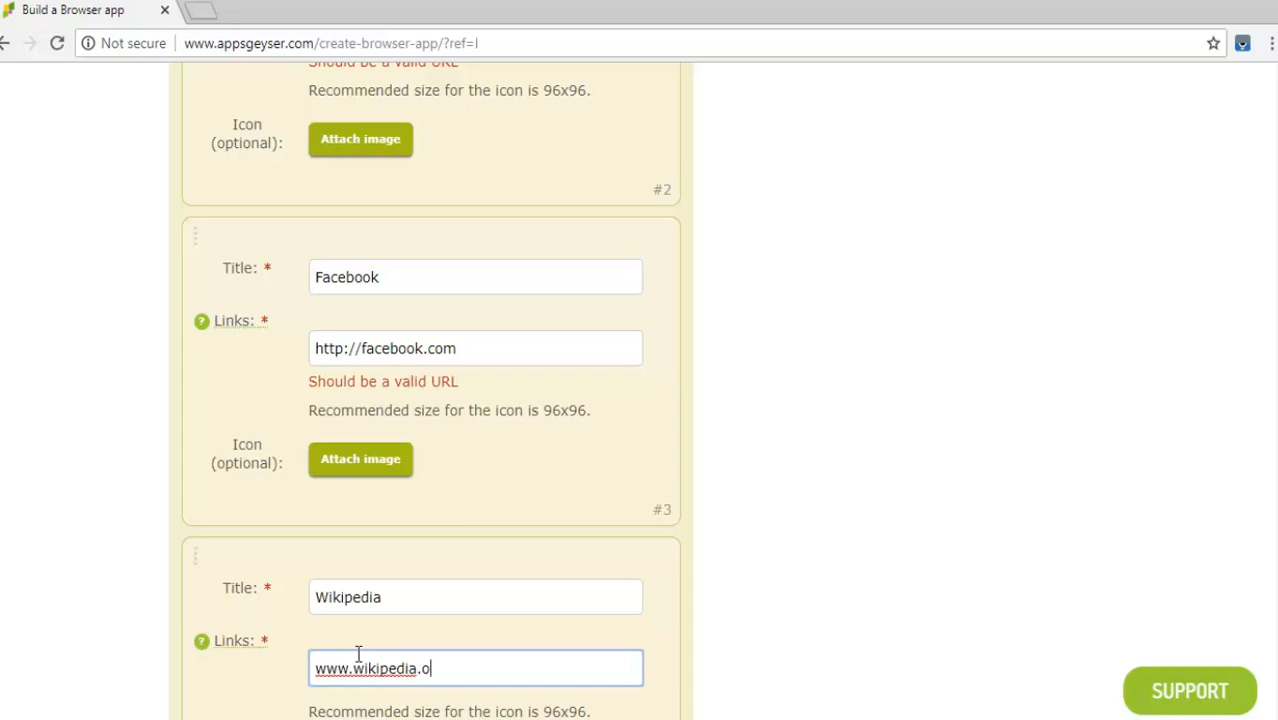 Build a Browser app
Not secure www.appsgeyser.com/create-browser-app/?ref=l
Should be a valid URL
Recommended size for the icon is 96x96.
Icon
(optional):
Attach image
#2
Title: *
Facebook
? Links: *
http://facebook.com
Should be a valid URL
Recommended size for the icon is 96x96.
Icon
(optional):
Attach image
#3
Title: *
Wikipedia
? Links: *
www.wikipedia.o
SUPPORT
Recommended size for the icon is 96x96.